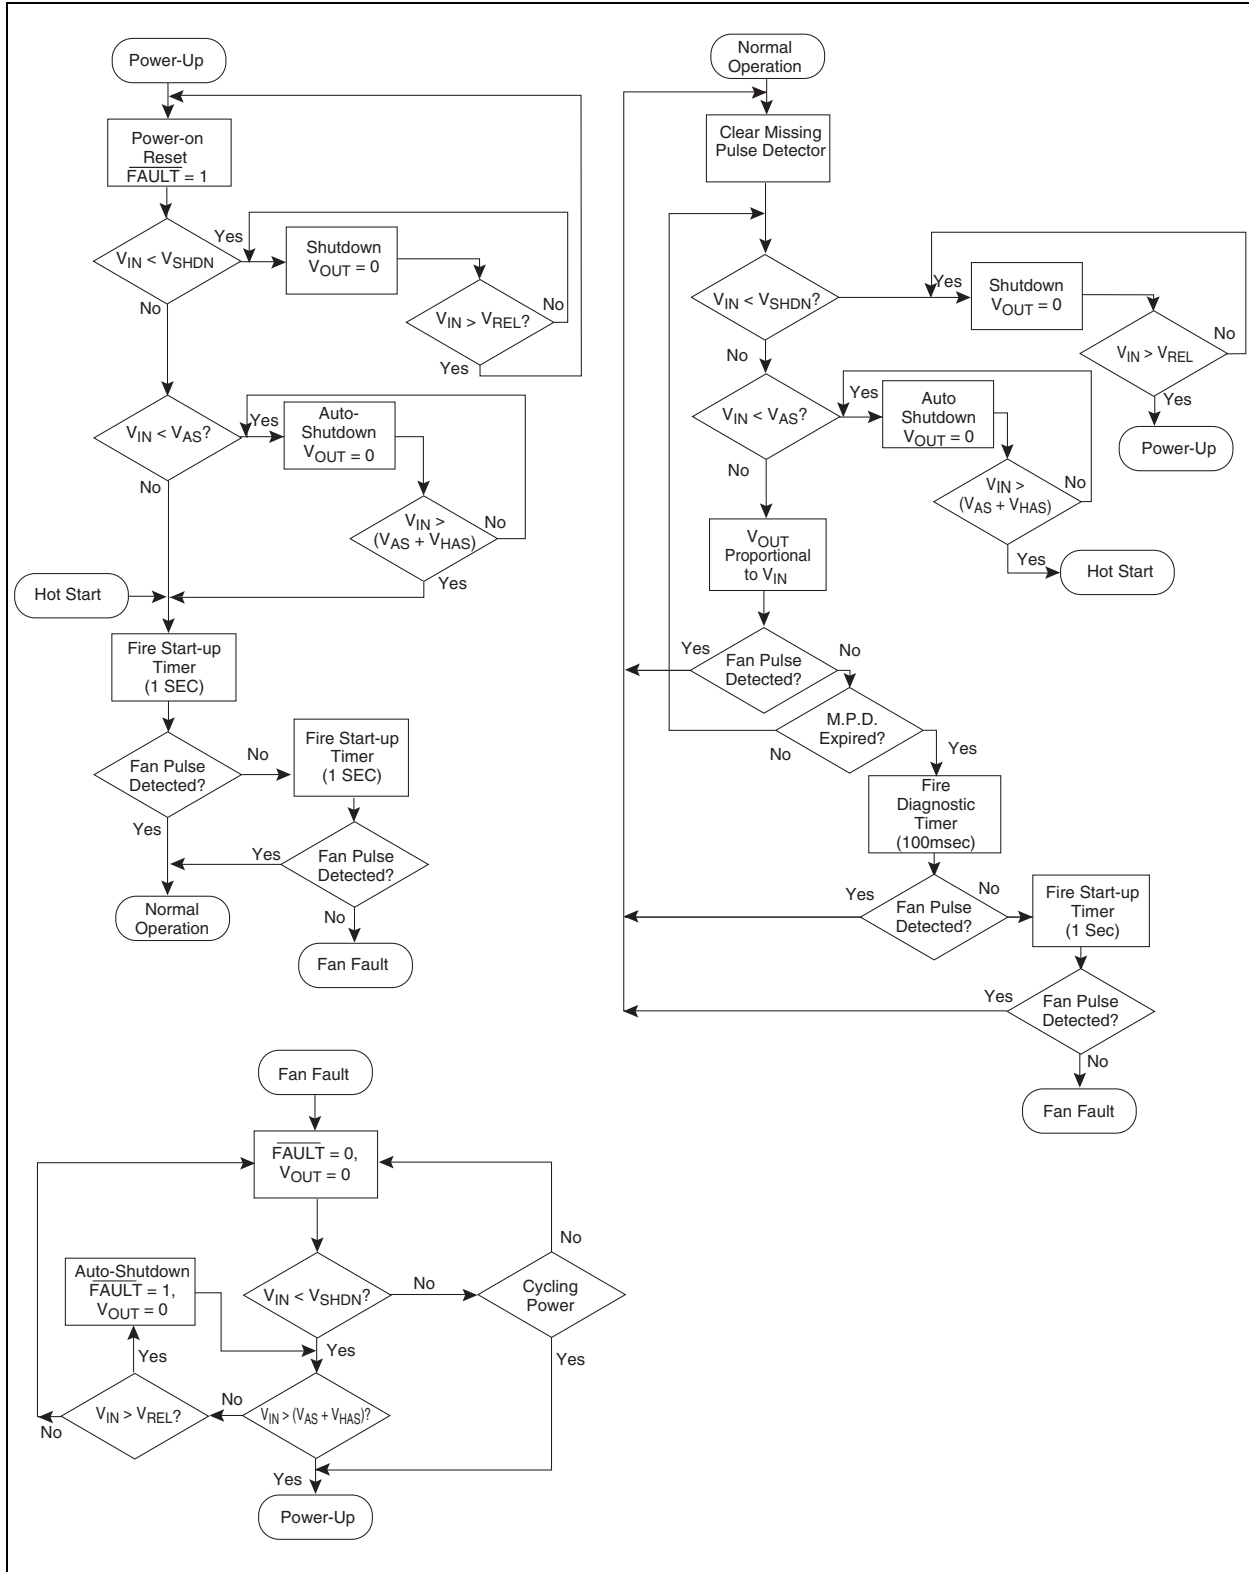 Power-Up
Power-on
Reset
FAULT = 1
Yes
VIN < VSHDN
Shutdown
VOUT = 0
No
VIN > VREL?
No
Yes
VIN < VAS?
Yes
Auto-
Shutdown
VOUT = 0
No
VIN >
(VAS + VHAS)
No
Yes
Hot Start
Fire Start-up
Timer
(1 SEC)
Fan Pulse
Detected?
No
Fire Start-up
Timer
(1 SEC)
Yes
Yes
Fan Pulse
Detected?
Normal
Operation
No
Fan Fault
Normal
Operation
Clear Missing
Pulse Detector
VIN < VSHDN?
Yes
Shutdown
VOUT = 0
No
VIN > VREL
No
Yes
Power-Up
VIN < VAS?
Yes
Auto
Shutdown
VOUT = 0
No
VIN >
(VAS + VHAS)
No
Yes
Hot Start
VOUT
Proportional
to VIN
Yes
Fan Pulse
Detected?
No
M.P.D.
Expired?
No
Yes
Fire
Diagnostic
Timer
(100msec)
Yes
Fan Pulse
Detected?
No
Fire Start-up
Timer
(1 Sec)
Yes
Fan Pulse
Detected?
No
Fan Fault
Fan Fault
FAULT = 0,
VOUT = 0
No
Auto-Shutdown
FAULT = 1,
VOUT = 0
VIN < VSHDN?
No
Cycling
Power
Yes
Yes
Yes
VIN > VREL?
No
No
VIN > (VAS + VHAS)?
Yes
Power-Up